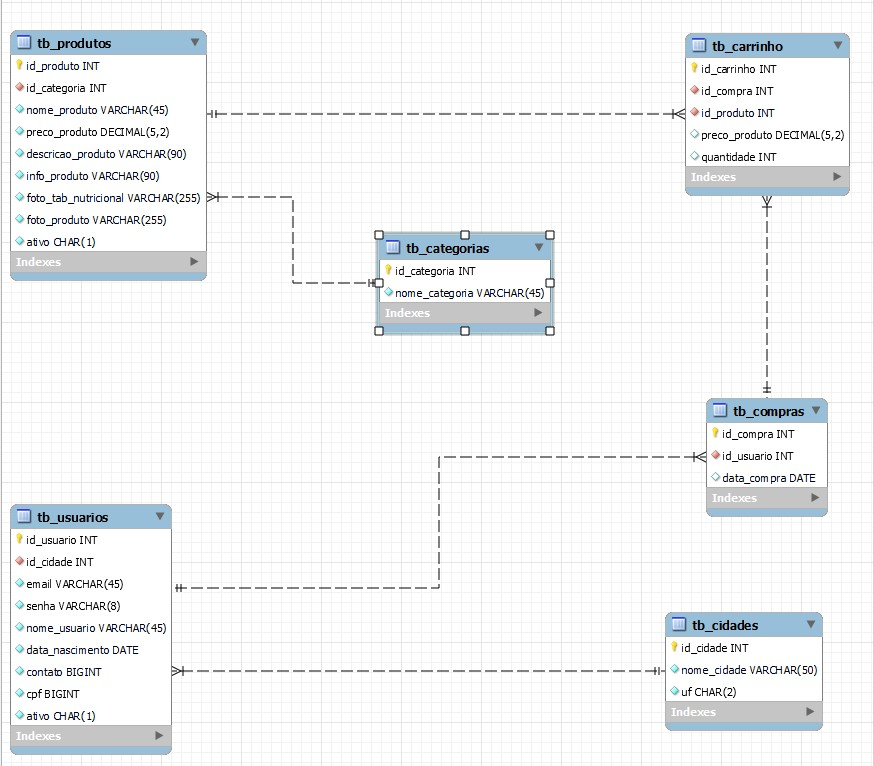 tb_produtos
id_produto INT
id_categoria INT
nome_produto VARCHAR(45)
preco_produto DECIMAL(5,2)
descricao_produto VARCHAR(90)
info_produto VARCHAR(90)
foto_tab_nutricional VARCHAR(255)
foto_produto VARCHAR(255)
ativo CHAR(1)
Indexes
tb_carrinho
id_carrinho INT
id_compra INT
id_produto INT
preco_produto DECIMAL(5,2)
quantidade INT
Indexes
tb_categorias
id_categoria INT
nome_categoria VARCHAR(45)
Indexes
tb_compras
id_compra INT
id_usuario INT
data_compra DATE
Indexes
tb_usuarios
id_usuario INT
id_cidade INT
email VARCHAR(45)
senha VARCHAR(8)
nome_usuario VARCHAR(45)
data_nascimento DATE
contato BIGINT
cpf BIGINT
ativo CHAR(1)
Indexes
tb_cidades
id_cidade INT
nome_cidade VARCHAR(50)
uf CHAR(2)
Indexes